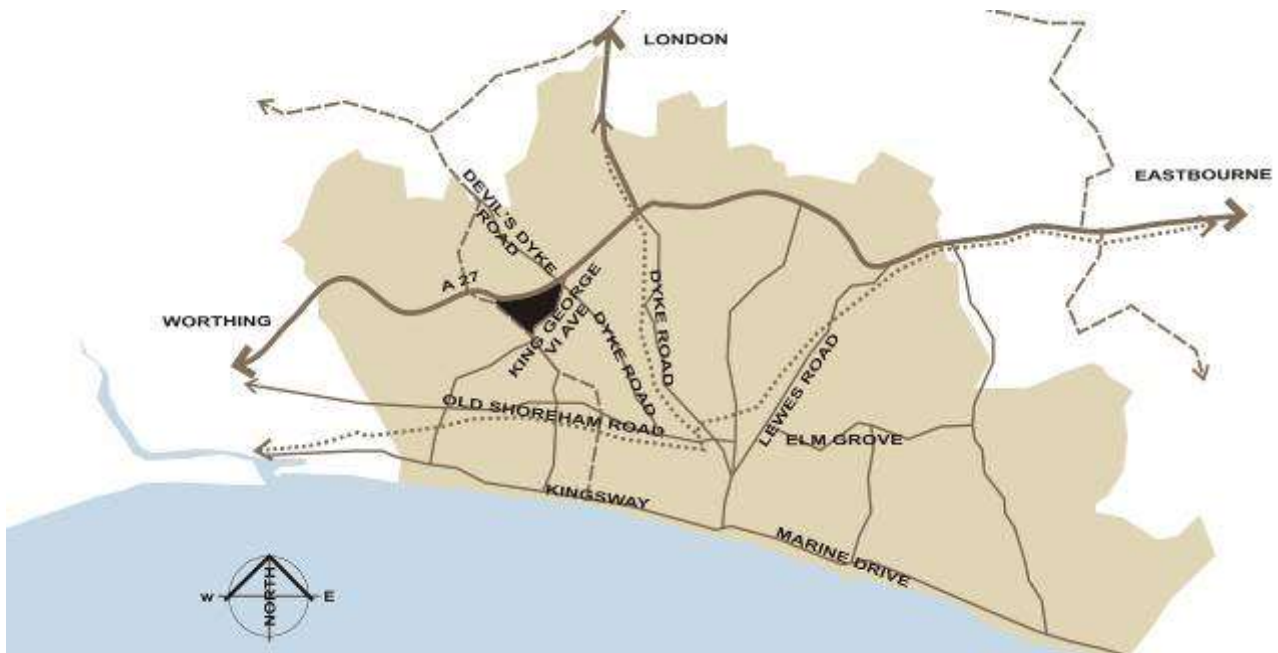 LONDON
EASTBOURNE
DEVIL'S DYKE
ROAD
A 27
KING GEORGE
VI AVE
DYKE ROAD
DYKE ROAD
WORTHING
LEWES ROAD
OLD SHOREHAM ROAD
ELM GROVE
KINGSWAY
MARINE DRIVE
NORTH
W
E